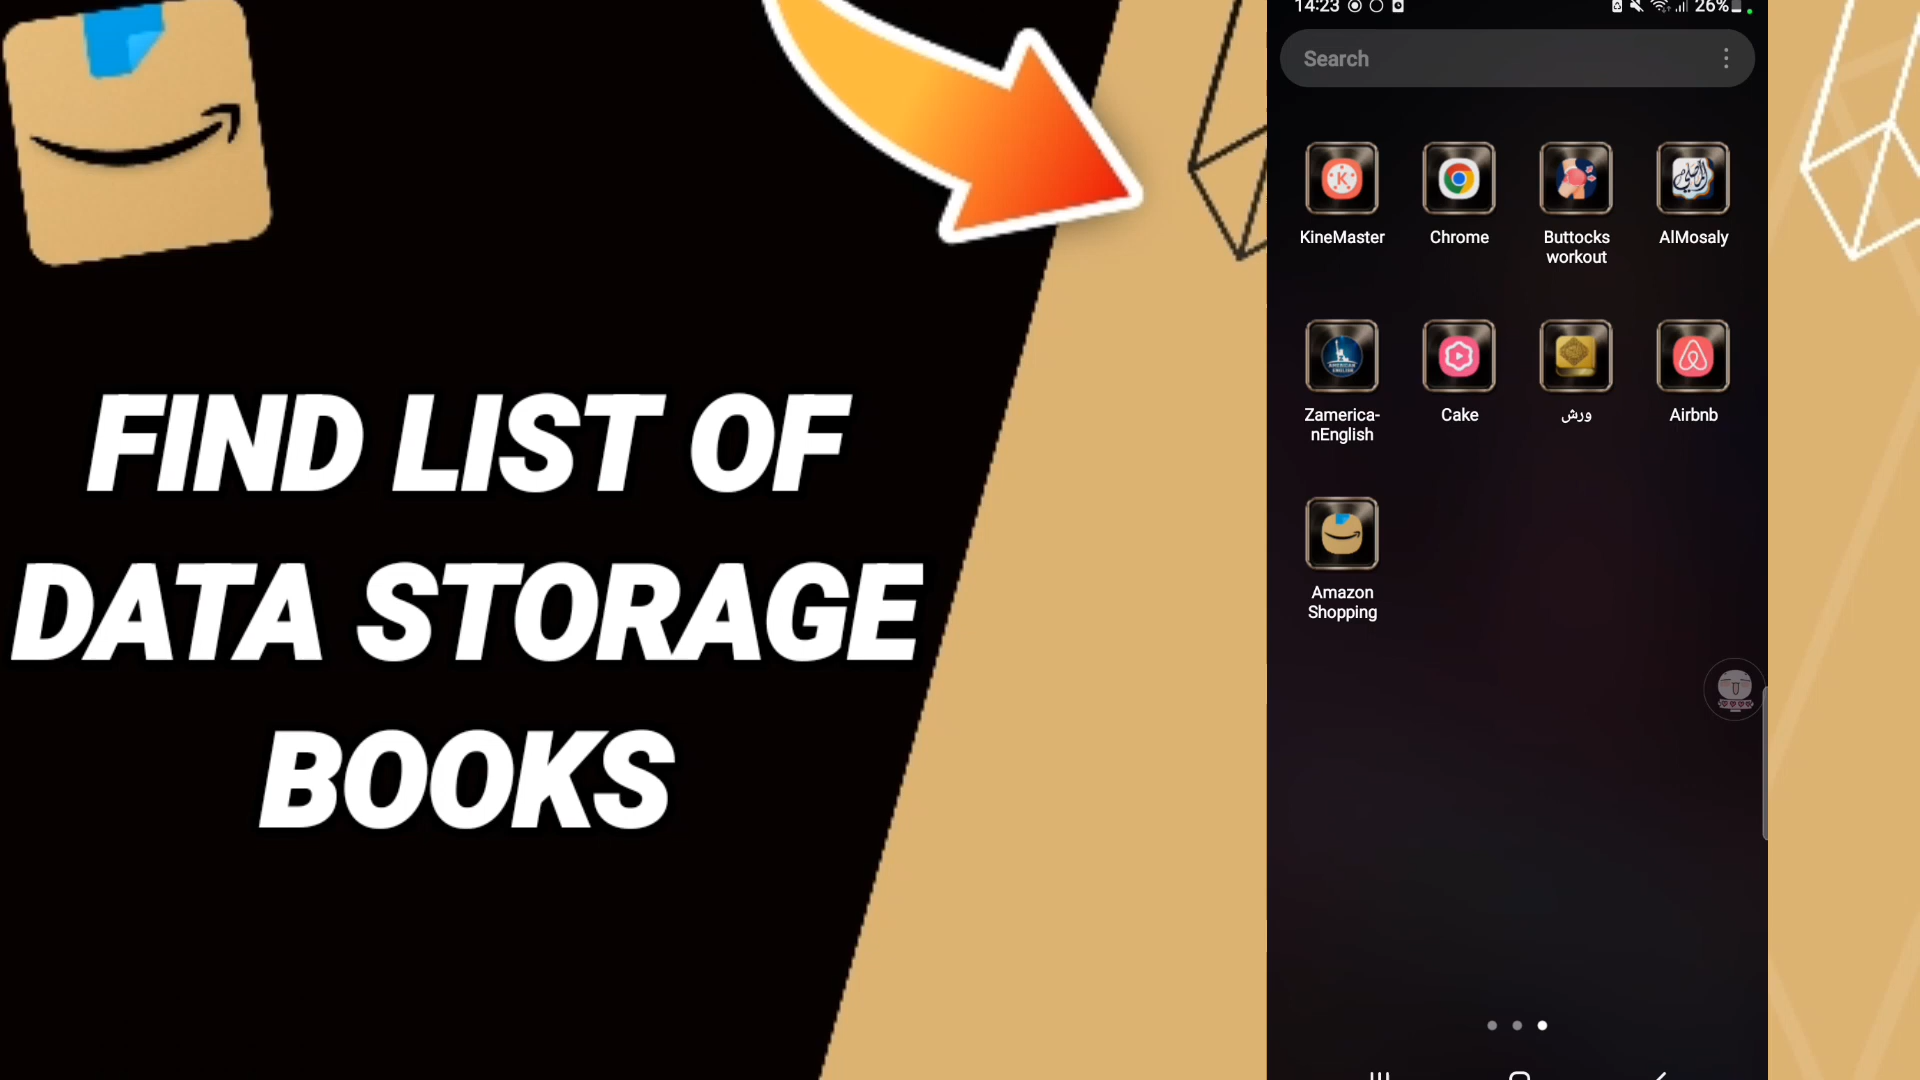 FIND LIST OF
DATA STORAGE
BOOKS
14:23
26%
Search
KineMaster
Chrome
Buttocks
workout
AlMosaly
Zamerica-
nEnglish
Cake
ورش
Airbnb
Amazon
Shopping